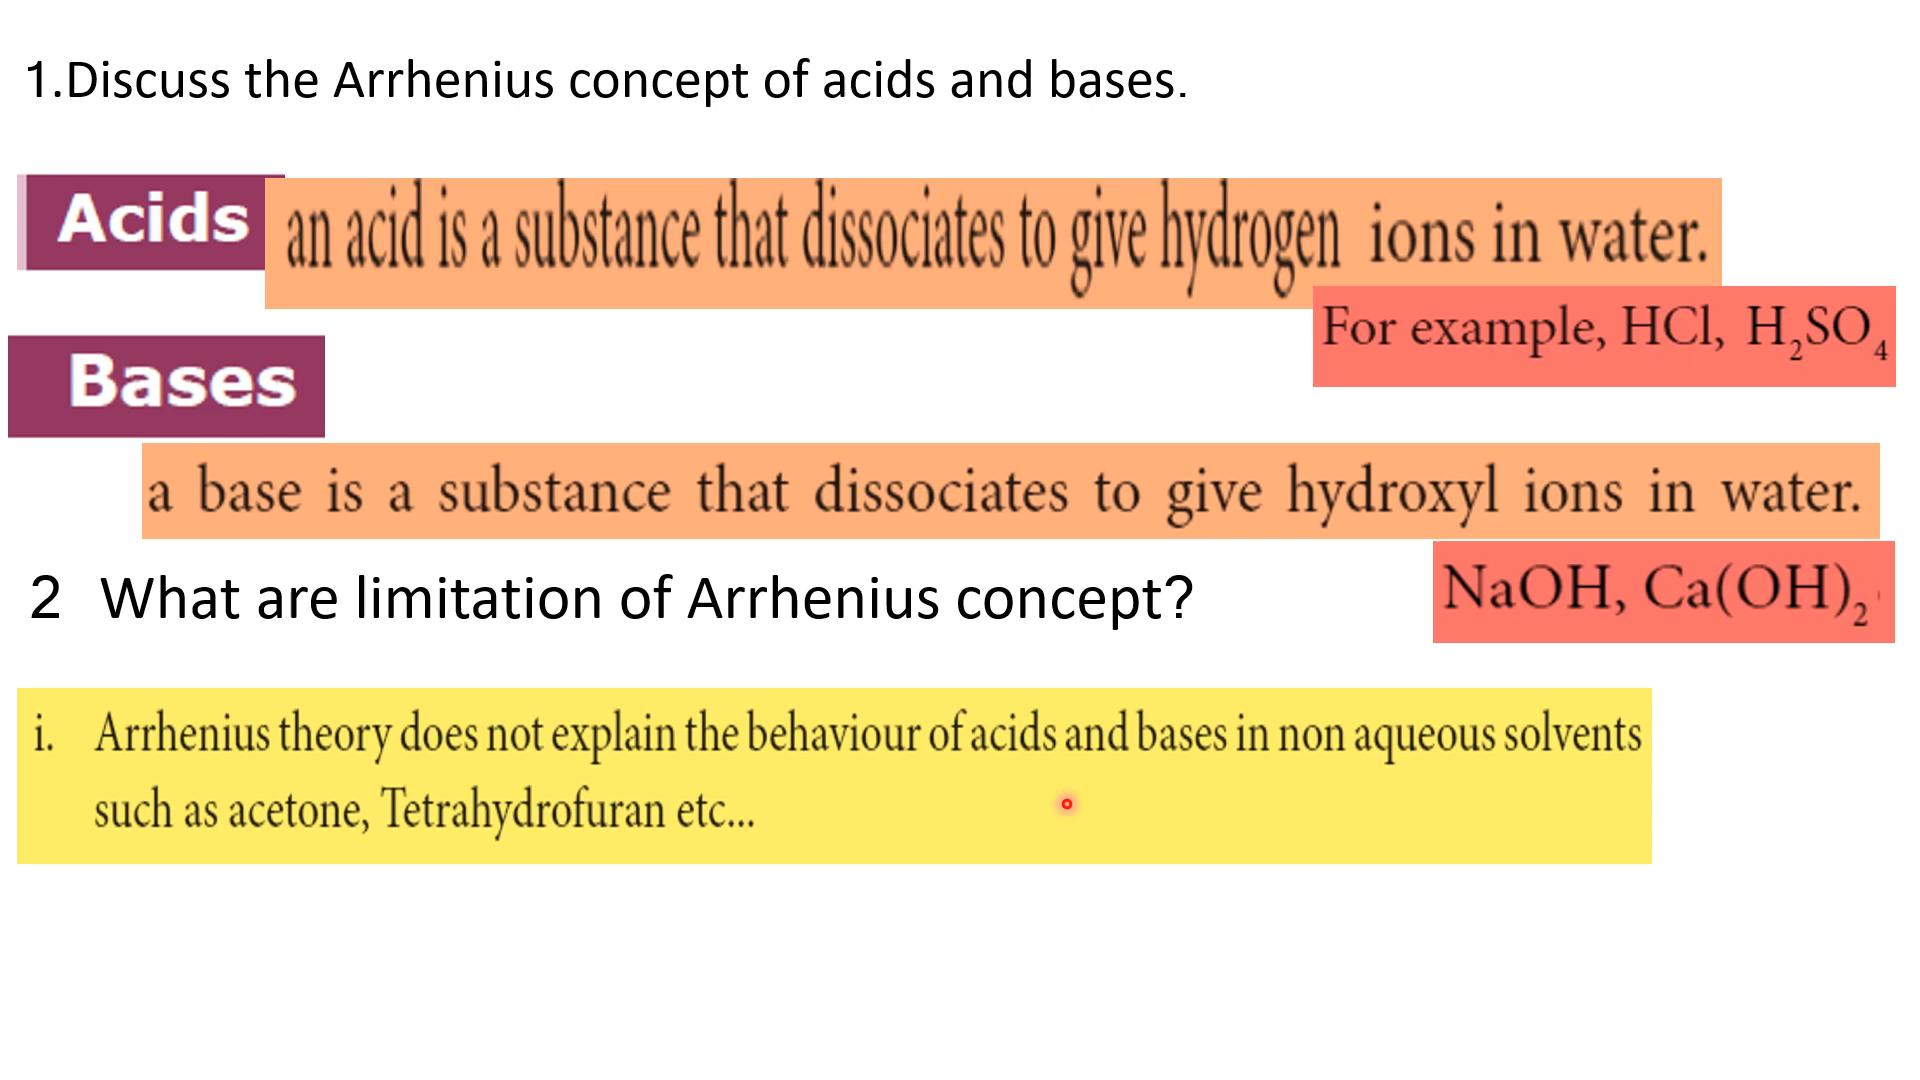 1.Discuss the Arrhenius concept of acids and bases.
Acids an acid is a substance that dissociates to give hydrogen ions in water.
For example, HCl, H₂SO₄
Bases
a base is a substance that dissociates to give hydroxyl ions in water.
NaOH, Ca(OH)₂
2 What are limitation of Arrhenius concept?
i. Arrhenius theory does not explain the behaviour of acids and bases in non aqueous solvents
such as acetone, Tetrahydrofuran etc...